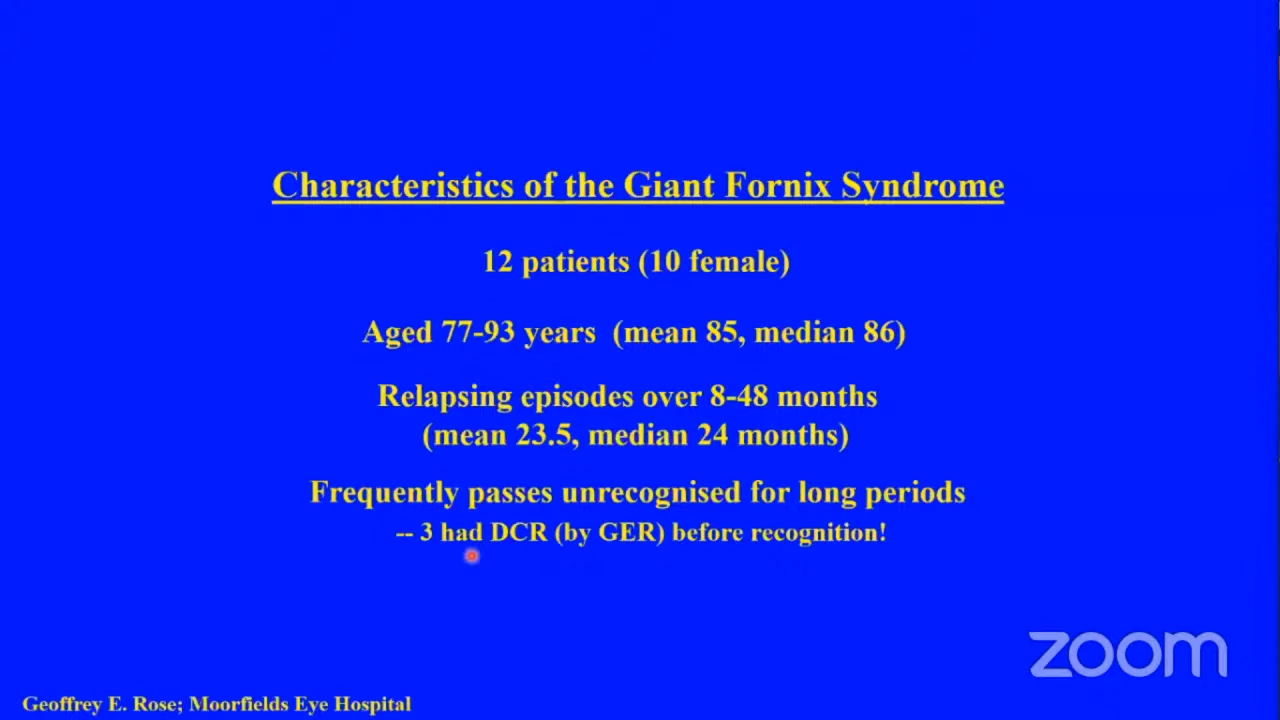 Characteristics of the Giant Fornix Syndrome
12 patients (10 female)
Aged 77-93 years (mean 85, median 86)
Relapsing episodes over 8-48 months
(mean 23.5, median 24 months)
Frequently passes unrecognised for long periods
-- 3 had DCR (by GER) before recognition!
zoom
Geoffrey E. Rose; Moorfields Eye Hospital